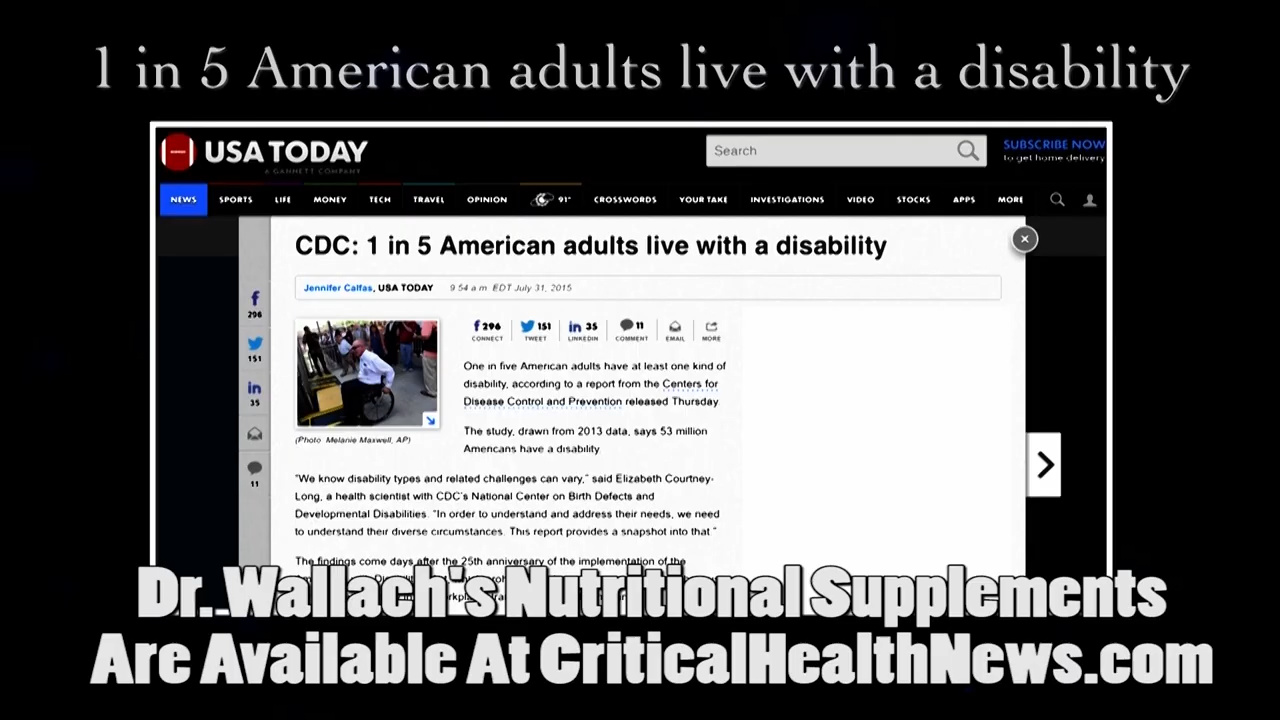 1 in 5 American adults live with a disability
USA TODAY
A GANNETT COMPANY
Search
SUBSCRIBE NOW
to get home delivery
NEWS SPORTS LIFE MONEY TECH TRAVEL OPINION 91° CROSSWORDS YOUR TAKE INVESTIGATIONS VIDEO STOCKS APPS MORE
CDC: 1 in 5 American adults live with a disability
Jennifer Calfas, USA TODAY 9 54 a m EDT July 31, 2015
296
151
35
11
296
CONNECT
151
TWEET
35
LINKEDIN
11
COMMENT
EMAIL
MORE
(Photo Melanie Maxwell, AP)
One in five American adults have at least one kind of
disability, according to a report from the Centers for
Disease Control and Prevention released Thursday
The study, drawn from 2013 data, says 53 million
Americans have a disability
"We know disability types and related challenges can vary," said Elizabeth Courtney-
Long, a health scientist with CDC's National Center on Birth Defects and
Developmental Disabilities. "In order to understand and address their needs, we need
to understand their diverse circumstances. This report provides a snapshot into that "
The findings come days after the 25th anniversary of the implementation of the
Dr. Wallach's Nutritional Supplements
Are Available At CriticalHealthNews.com